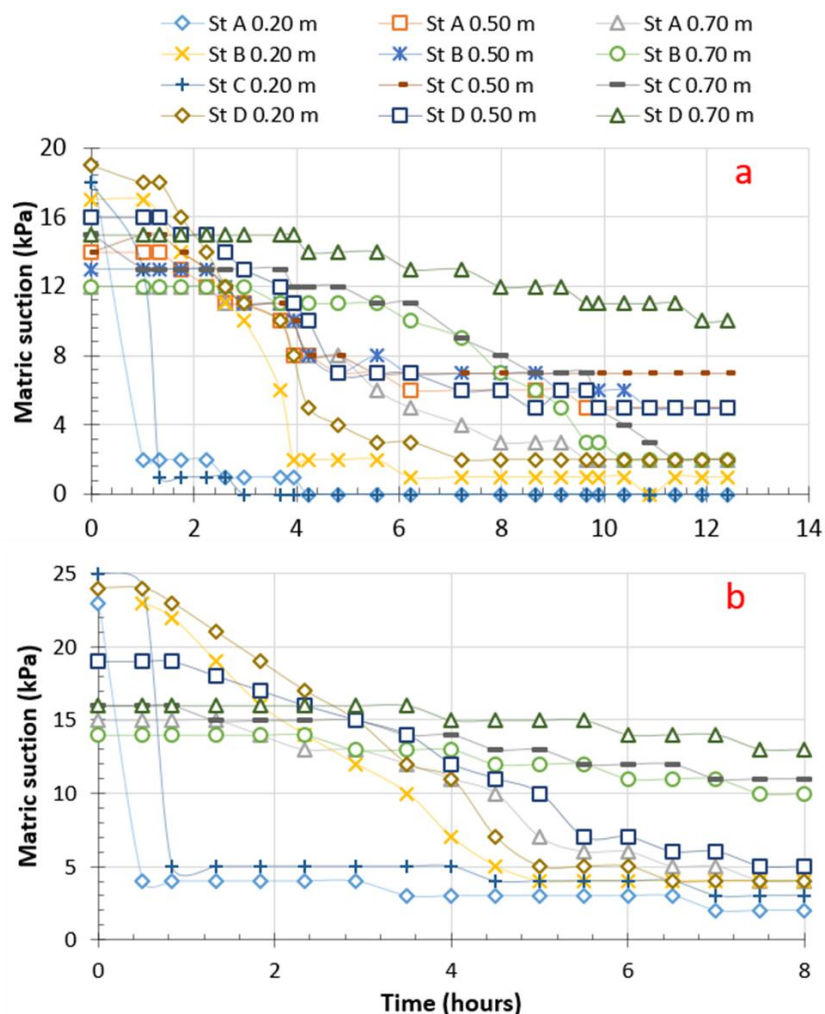 St A 0.20 m St A 0.50 m St A 0.70 m
St B 0.20 m St B 0.50 m St B 0.70 m
St C 0.20 m St C 0.50 m St C 0.70 m
St D 0.20 m St D 0.50 m St D 0.70 m
a
Matric suction (kPa)
20
16
12
8
4
0
0 2 4 6 8 10 12 14
b
Matric suction (kPa)
25
20
15
10
5
0
0 2 4 6 8
Time (hours)